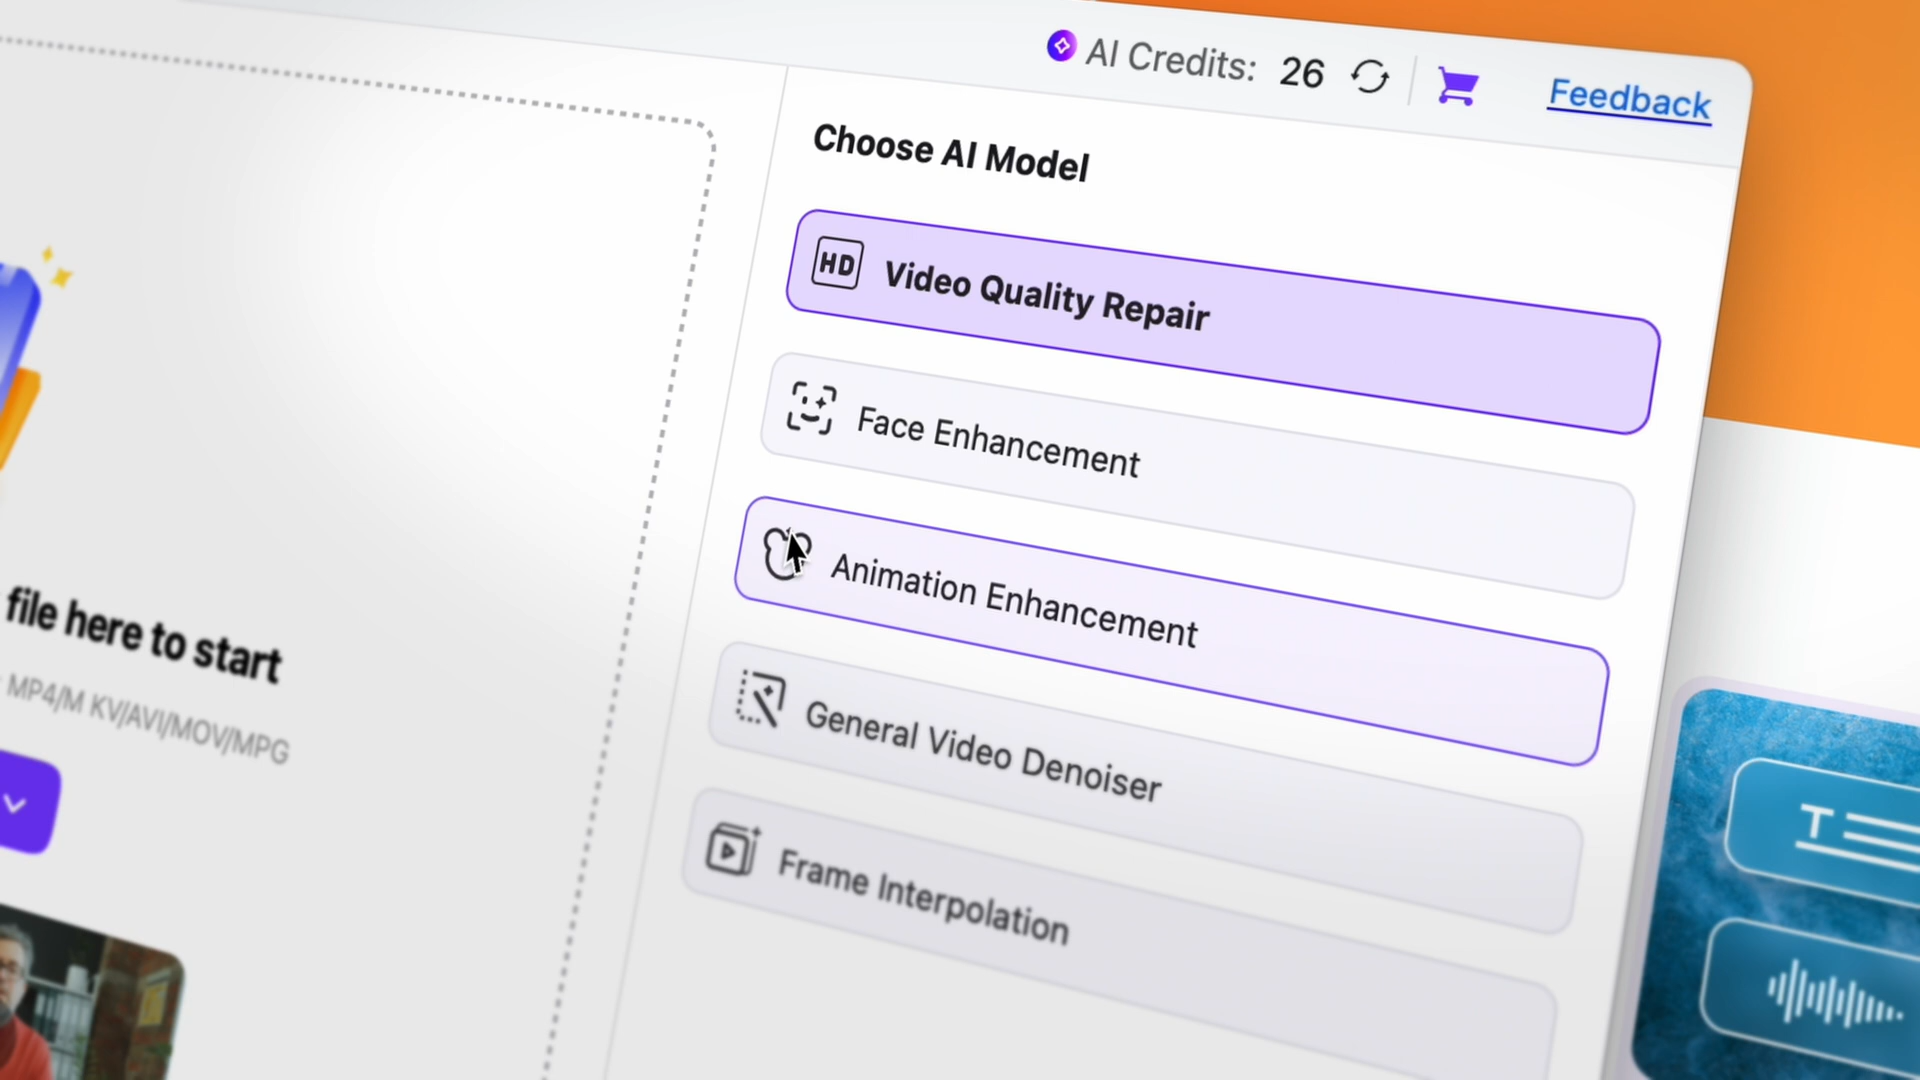 AI Credits: 26
Feedback
Choose AI Model
HD Video Quality Repair
Face Enhancement
Animation Enhancement
General Video Denoiser
Frame Interpolation
file here to start
MP4/M KV/AVI/MOV/MPG
T